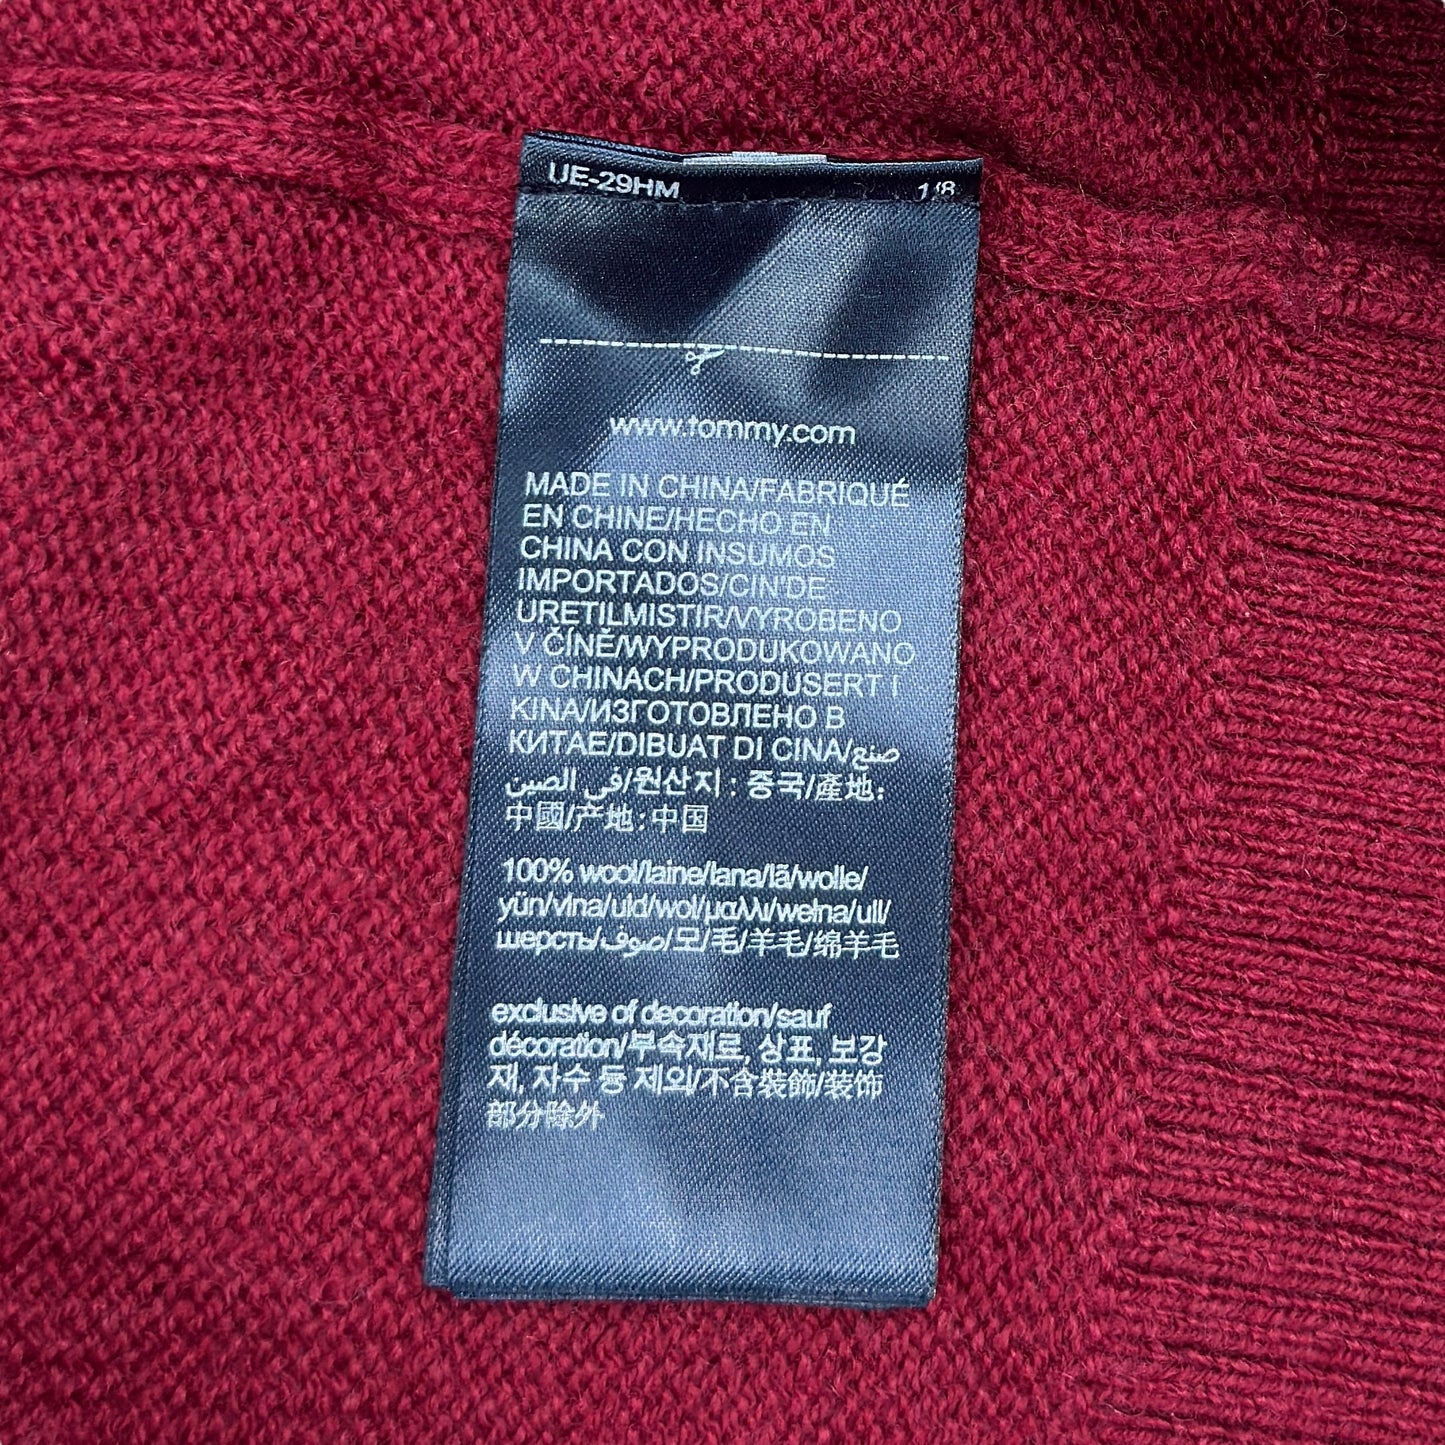 IJE-29HM 1/8
www.tommy.com
MADE IN CHINA/FABRIQUÉ
EN CHINE/HECHO EN
CHINA CON INSUMOS
IMPORTADOS/CIN'DE
URETILMISTIR/VYROBENO
V ČÍNĚ/WYPRODUKOWANO
W CHINACH/PRODUSERT I
KINA/ИЗГОТОВЛЕНО В
КИТАЕ/DIBUAT DI CINA/صنع
في الصين/원산지 : 중국/產地:
中國/产地 : 中国
100% wool/laine/lana/lã/wolle/
yün/vlna/uld/wol/μαλλι/wełna/ull/
шерсть/صوف/모/毛/羊毛/绵羊毛
exclusive of decoration/sauf
décoration/부속재료, 상표, 보강
재, 자수 등 제외/不含裝飾/装饰
部分除外